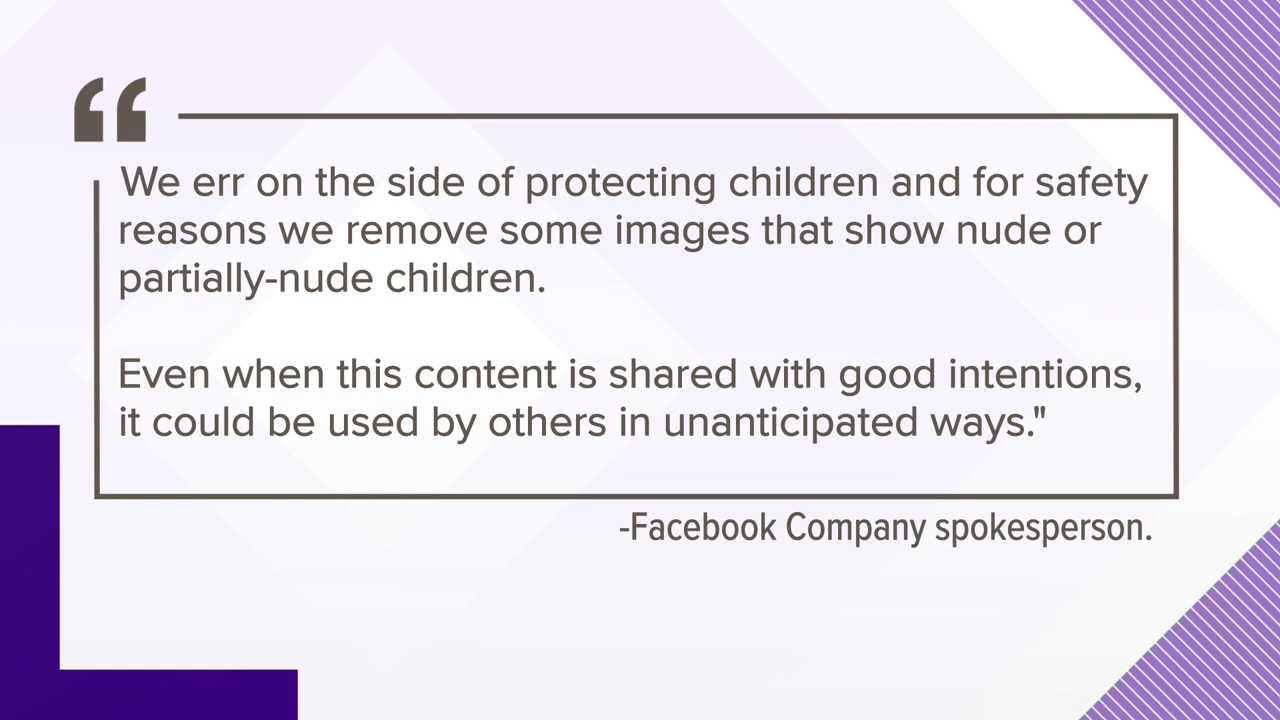 “
We err on the side of protecting children and for safety
reasons we remove some images that show nude or
partially-nude children.
Even when this content is shared with good intentions,
it could be used by others in unanticipated ways."
-Facebook Company spokesperson.